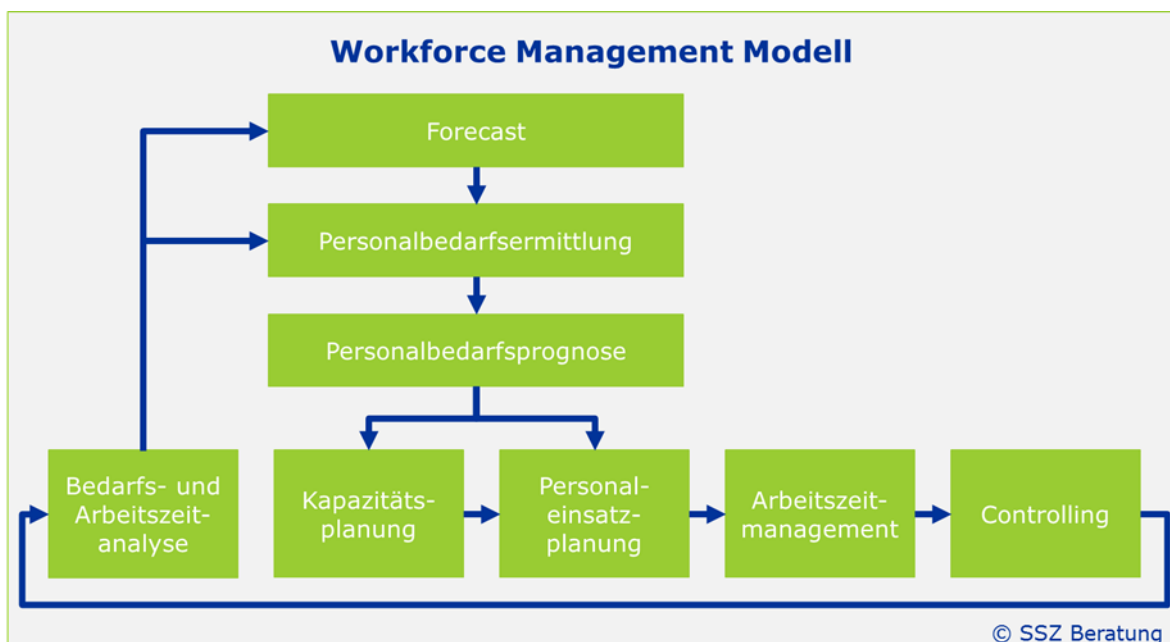 Workforce Management Modell
Forecast
Personalbedarfsermittlung
Personalbedarfsprognose
Bedarfs- und
Arbeitszeit-
analyse
Kapazitäts-
planung
Personal-
einsatz-
planung
Arbeitszeit-
management
Controlling
© SSZ Beratung